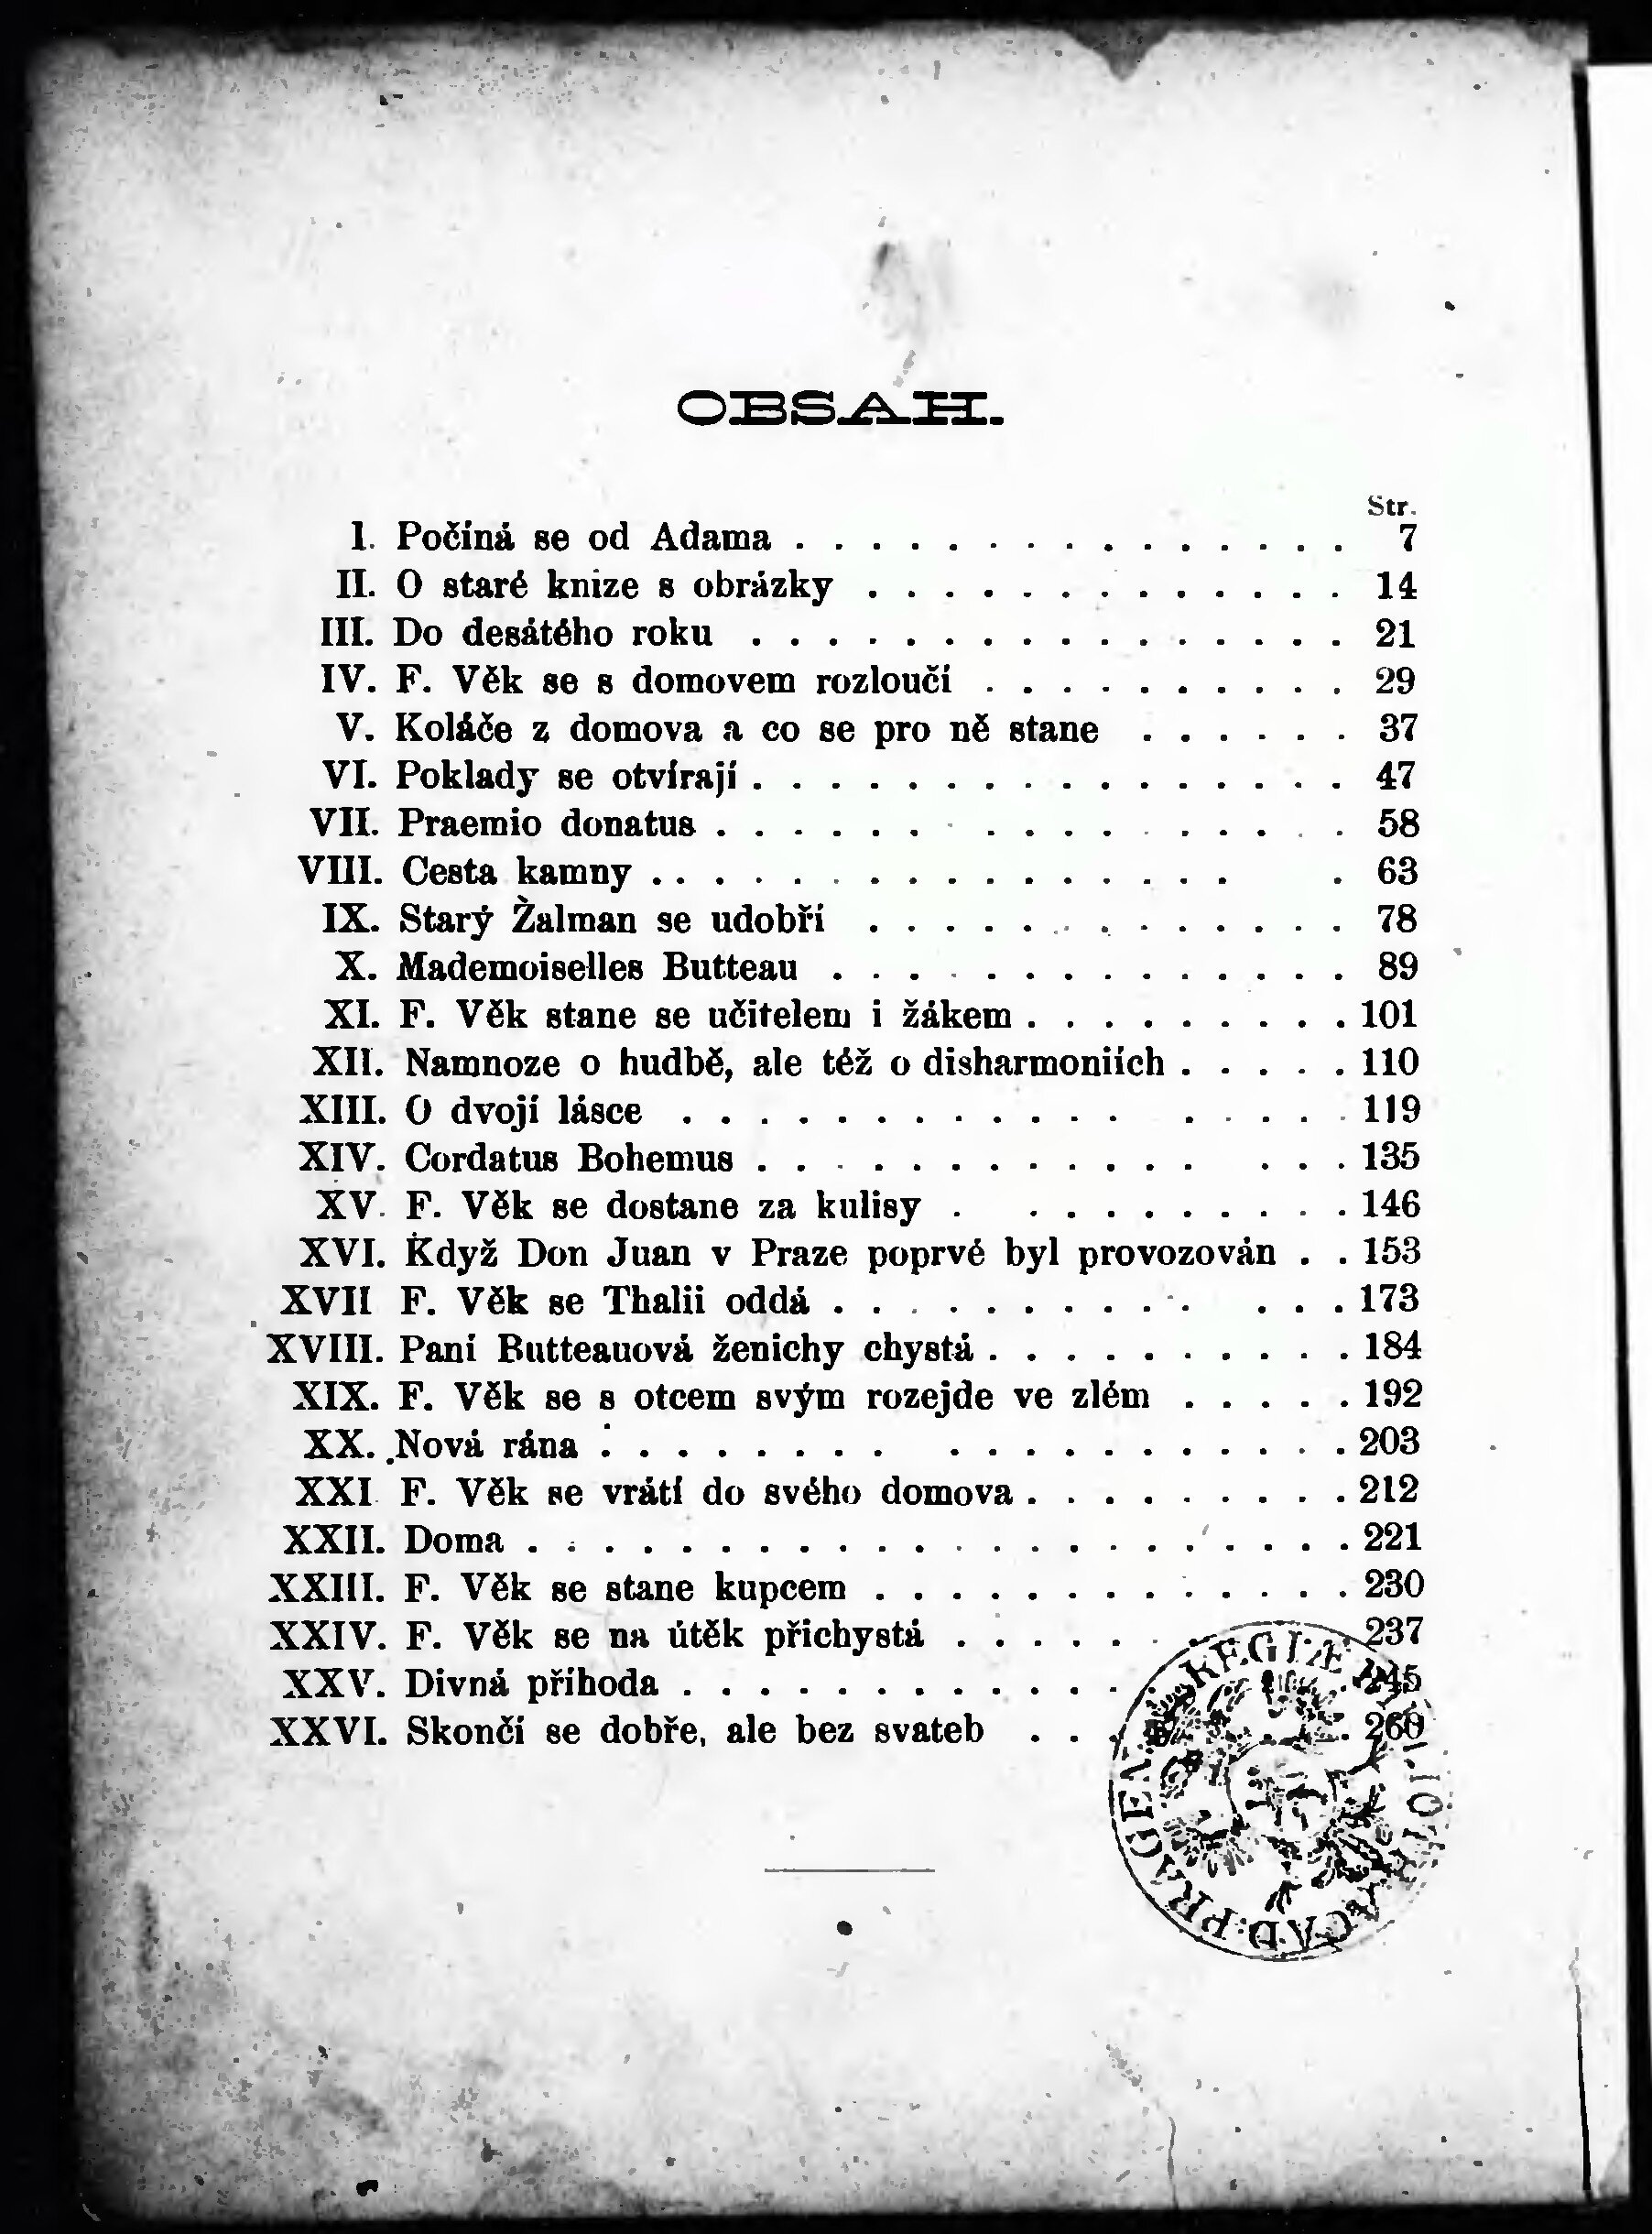 OBSAH.
Str.
I. Počíná se od Adama . . . . . . . . . . . . . . . 7
II. O staré knize s obrázky . . . . . . . . . . . . . 14
III. Do desátého roku . . . . . . . . . . . . . . . . 21
IV. F. Věk se s domovem rozloučí . . . . . . . . . . 29
V. Koláče z domova a co se pro ně stane . . . . . . 37
VI. Poklady se otvírají . . . . . . . . . . . . . . . . 47
VII. Praemio donatus . . . . . . . . . . . . . . . . . 58
VIII. Cesta kamny . . . . . . . . . . . . . . . . . 63
IX. Starý Žalman se udobří . . . . . . . . . . . . . 78
X. Mademoiselles Butteau . . . . . . . . . . . . . . 89
XI. F. Věk stane se učitelem i žákem . . . . . . . . . 101
XII. Namnoze o hudbě, ale též o disharmoniích . . . . . 110
XIII. O dvojí lásce . . . . . . . . . . . . . . . . . 119
XIV. Cordatus Bohemus . . . . . . . . . . . . . . . 135
XV. F. Věk se dostane za kulisy . . . . . . . . . . 146
XVI. Když Don Juan v Praze poprvé byl provozován . . 153
XVII F. Věk se Thalii oddá . . . . . . . . . . . . . 173
XVIII. Paní Butteauová ženichy chystá . . . . . . . . . . 184
XIX. F. Věk se s otcem svým rozejde ve zlém . . . . . 192
XX. Nová rána . . . . . . . . . . . . . . . . . . . 203
XXI F. Věk se vrátí do svého domova . . . . . . . . . 212
XXII. Doma . . . . . . . . . . . . . . . . . . . . . . 221
XXIII. F. Věk se stane kupcem . . . . . . . . . . . . . 230
XXIV. F. Věk se na útěk přichystá . . . . . . 237
XXV. Divná příhoda . . . . . . . . . . . . 245
XXVI. Skončí se dobře, ale bez svateb . . . . 260
ACAD: PRAGEN